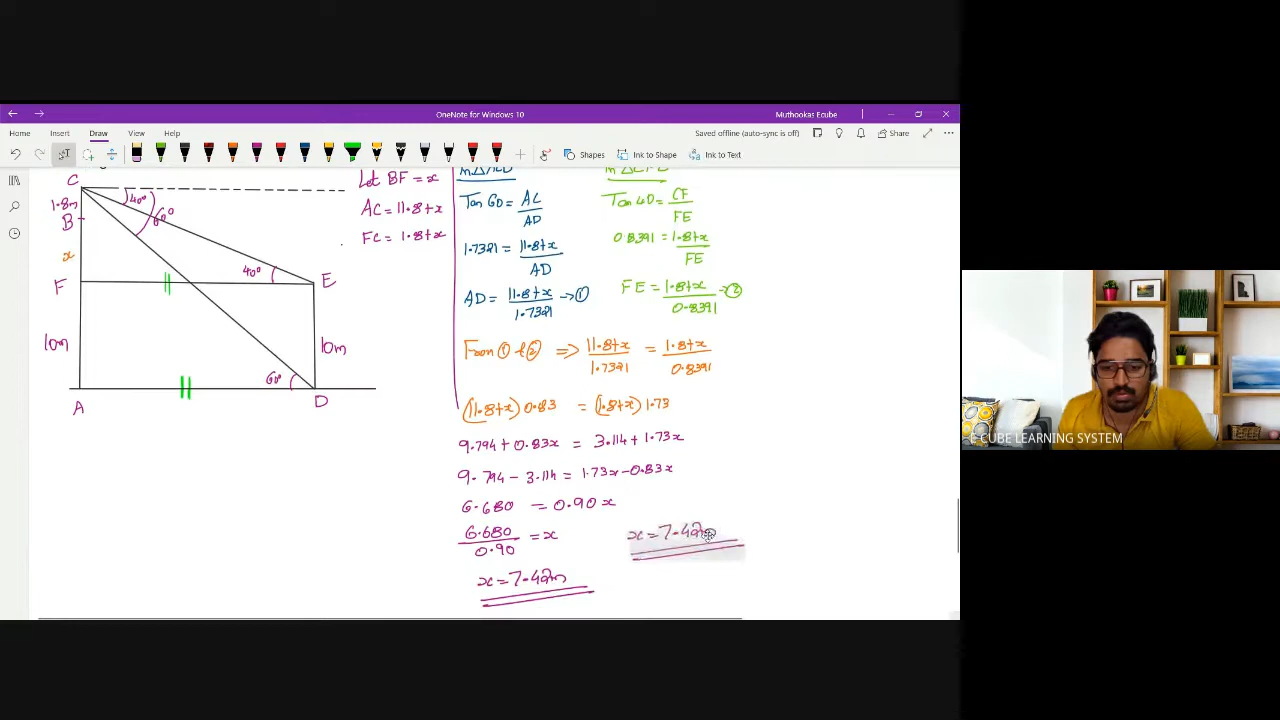 OneNote for Windows 10
Muthookas Ecube
Home
Insert
Draw
View
Help
Saved offline (auto-sync is off)
Share
Shapes
Ink to Shape
Ink to Text
C
1.8m
B
x
F
10m
A
40°
60°
40°
E
10m
60°
D
Let BF = x
AC = 11.8+x
FC = 1.8+x
Tan 60 = AC
AD
1.7321 = 11.8+x
AD
AD = 11.8+x → ①
1.7321
Tan 40 = CF
FE
0.8391 = 1.8+x
FE
FE = 1.8+x → ②
0.8391
From ① & ② ⇒ 11.8+x = 1.8+x
1.7321 0.8391
(11.8+x) 0.83 = (1.8+x) 1.73
9.794 + 0.83x = 3.114 + 1.73x
9.794 - 3.114 = 1.73x - 0.83x
6.680 = 0.90x
6.680 = x
0.90
x = 7.42m
x = 7.42m
E CUBE LEARNING SYSTEM